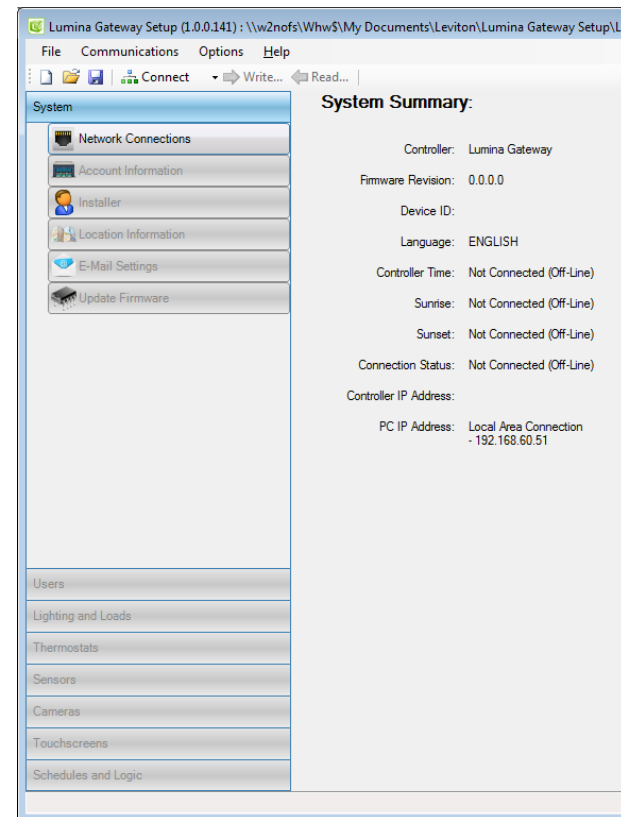 Lumina Gateway Setup (1.0.0.141) : \\w2nofs\Whw$\My Documents\Leviton\Lumina Gateway Setup\L
File Communications Options Help
Connect Write... Read...
System
Network Connections
Account Information
Installer
Location Information
E-Mail Settings
Update Firmware
Users
Lighting and Loads
Thermostats
Sensors
Cameras
Touchscreens
Schedules and Logic
System Summary:
Controller: Lumina Gateway
Firmware Revision: 0.0.0.0
Device ID:
Language: ENGLISH
Controller Time: Not Connected (Off-Line)
Sunrise: Not Connected (Off-Line)
Sunset: Not Connected (Off-Line)
Connection Status: Not Connected (Off-Line)
Controller IP Address:
PC IP Address: Local Area Connection
- 192.168.60.51